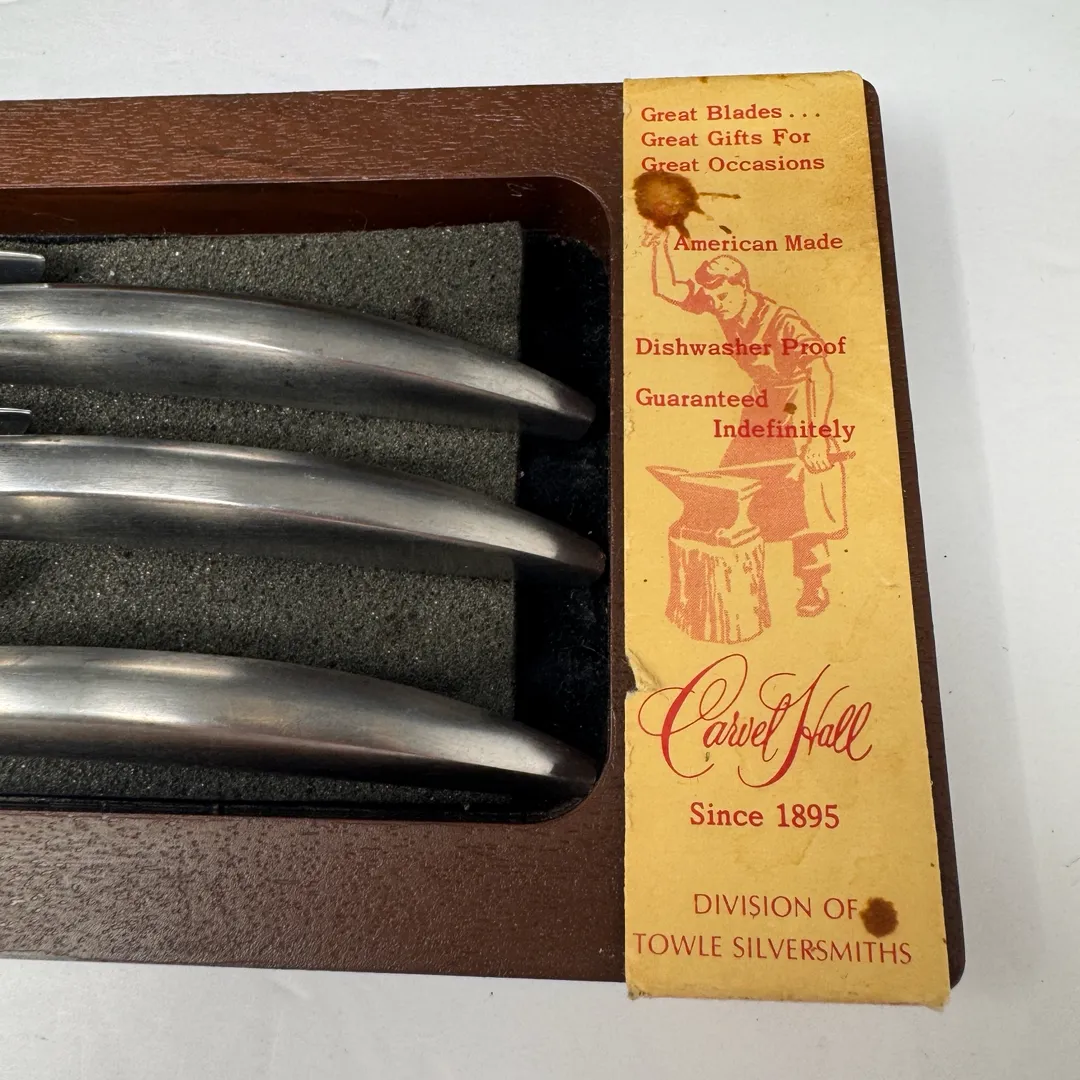 Great Blades...
Great Gifts For
Great Occasions
American Made
Dishwasher Proof
Guaranteed
Indefinitely
Carvel Hall
Since 1895
DIVISION OF
TOWLE SILVERSMITHS